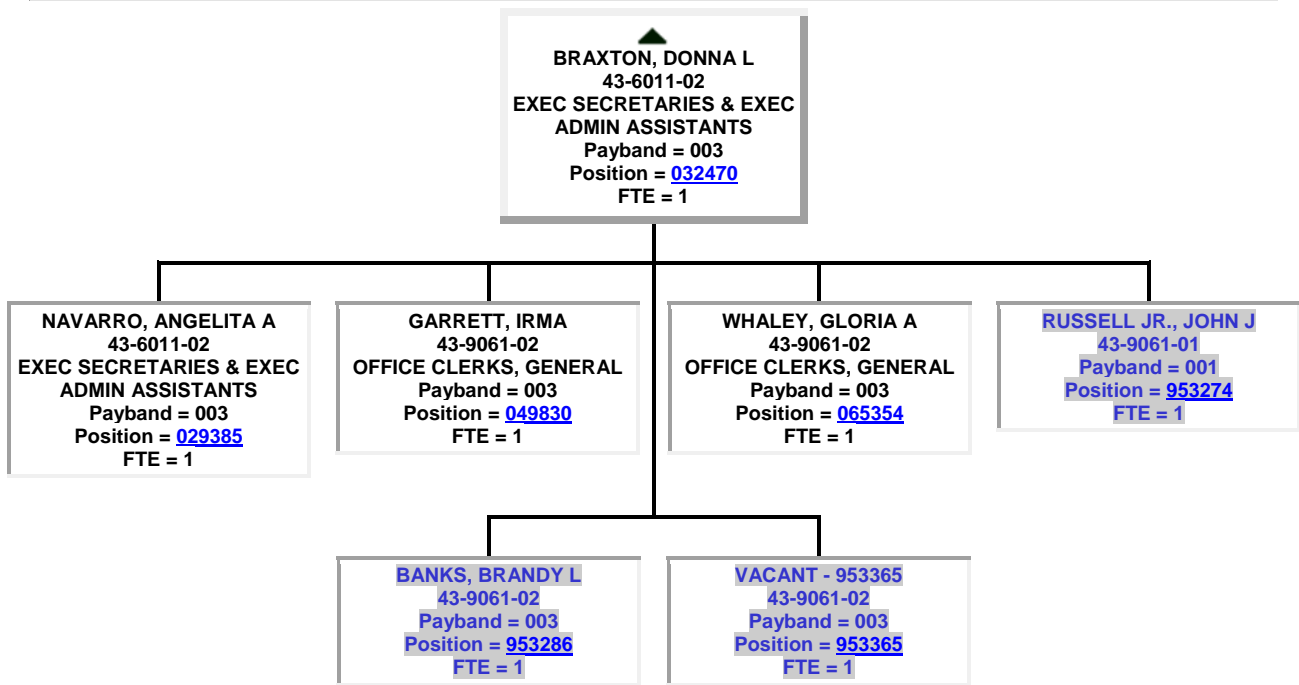 BRAXTON, DONNA L
43-6011-02
EXEC SECRETARIES & EXEC
ADMIN ASSISTANTS
Payband = 003
Position = 032470
FTE = 1
NAVARRO, ANGELITA A
43-6011-02
EXEC SECRETARIES & EXEC
ADMIN ASSISTANTS
Payband = 003
Position = 029385
FTE = 1
GARRETT, IRMA
43-9061-02
OFFICE CLERKS, GENERAL
Payband = 003
Position = 049830
FTE = 1
WHALEY, GLORIA A
43-9061-02
OFFICE CLERKS, GENERAL
Payband = 003
Position = 065354
FTE = 1
RUSSELL JR., JOHN J
43-9061-01
Payband = 001
Position = 953274
FTE = 1
BANKS, BRANDY L
43-9061-02
Payband = 003
Position = 953286
FTE = 1
VACANT - 953365
43-9061-02
Payband = 003
Position = 953365
FTE = 1